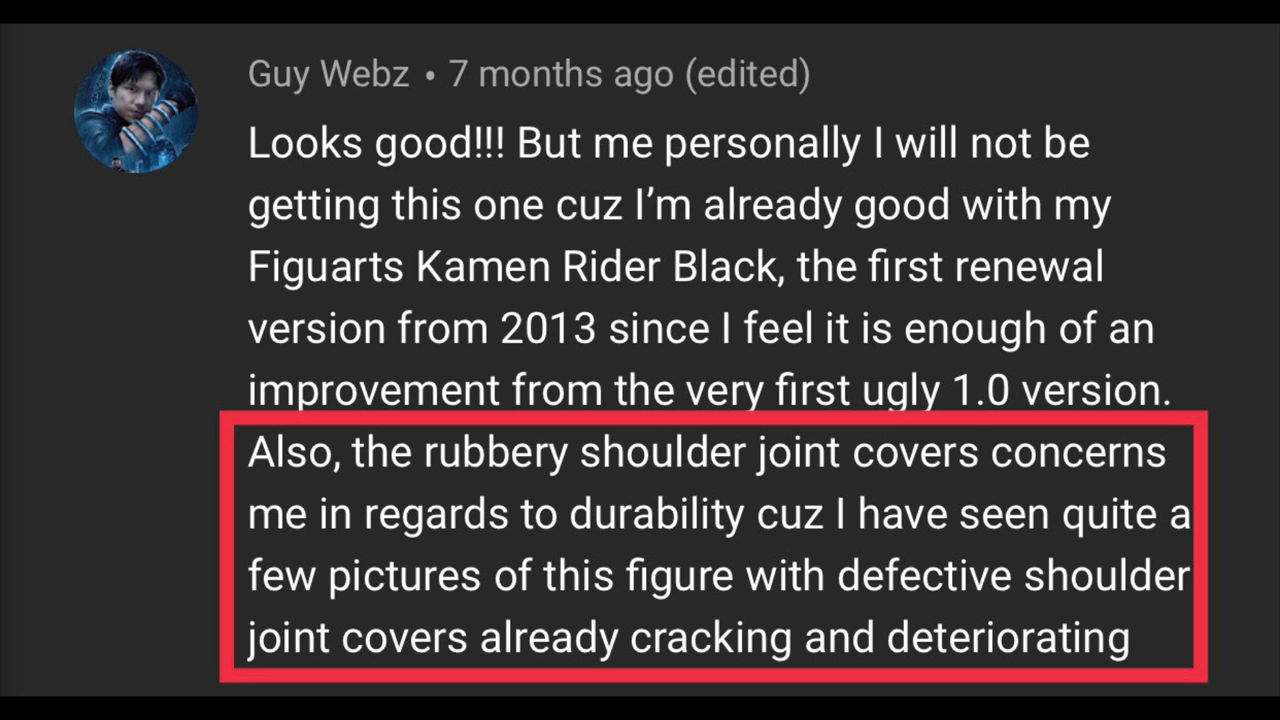 Guy Webz • 7 months ago (edited)
Looks good!!! But me personally I will not be
getting this one cuz I’m already good with my
Figuarts Kamen Rider Black, the first renewal
version from 2013 since I feel it is enough of an
improvement from the very first ugly 1.0 version.
Also, the rubbery shoulder joint covers concerns
me in regards to durability cuz I have seen quite a
few pictures of this figure with defective shoulder
joint covers already cracking and deteriorating